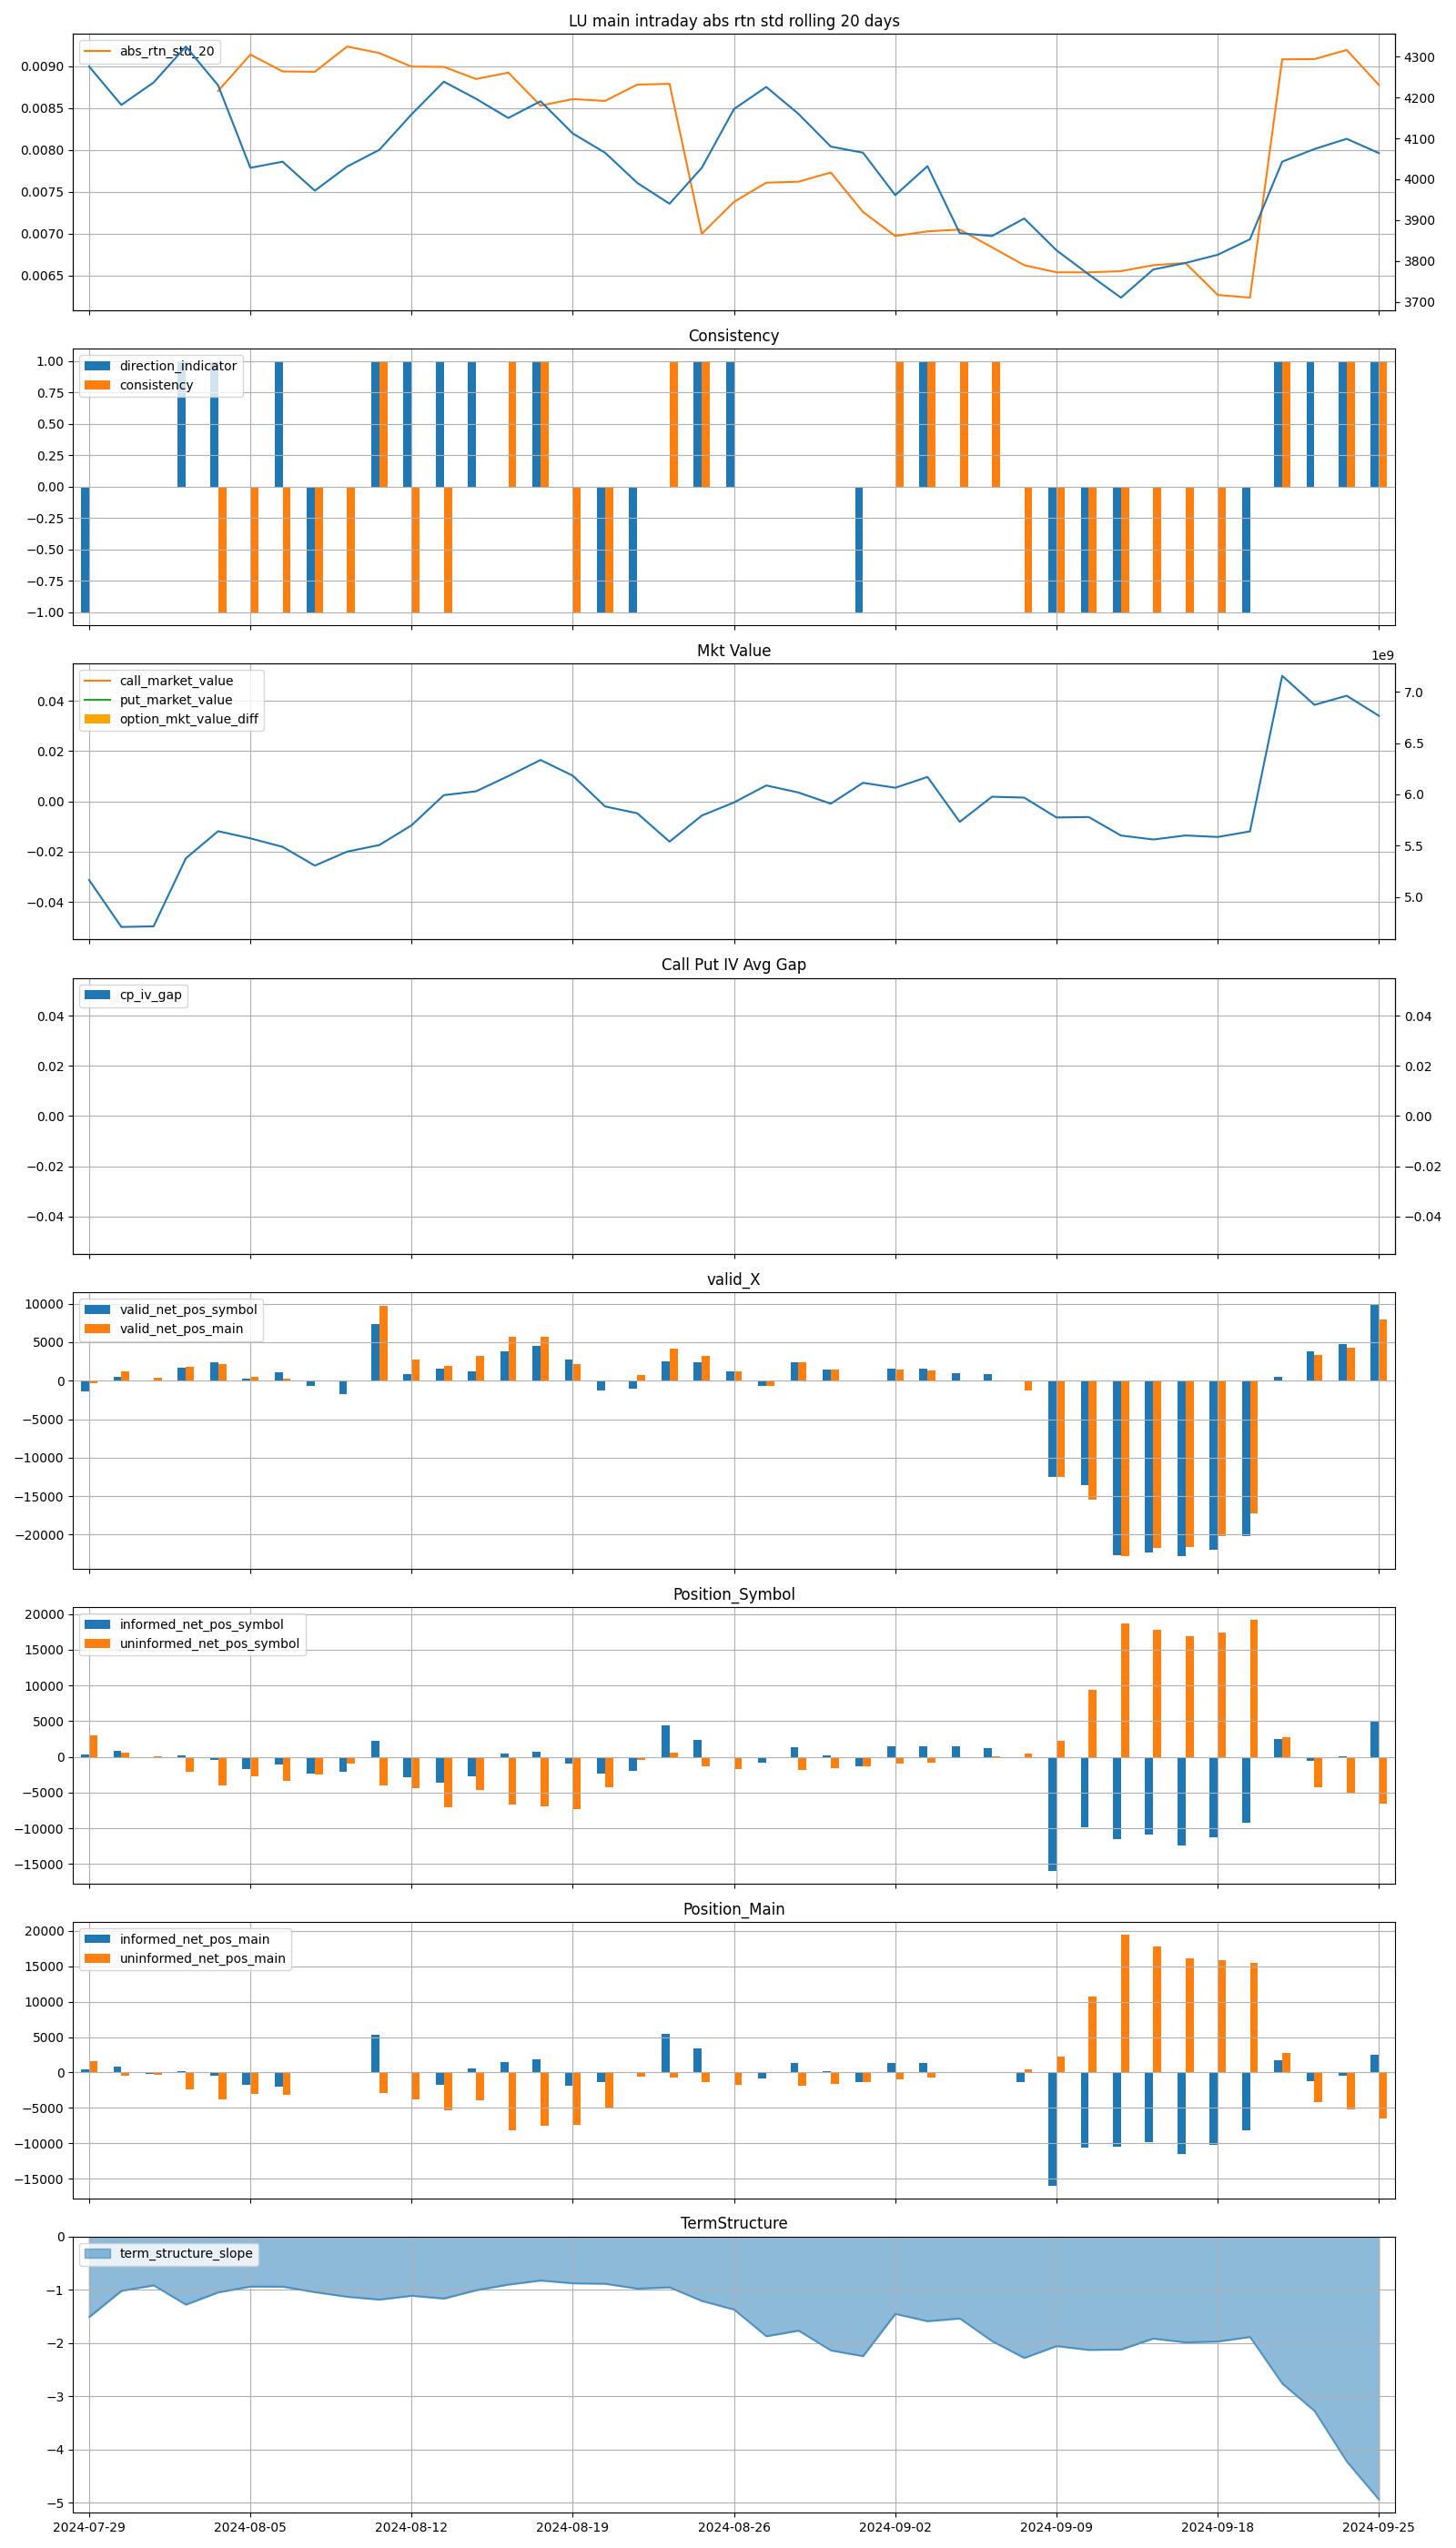 LU main intraday abs rtn std rolling 20 days
abs_rtn_std_20
0.0090
0.0085
0.0080
0.0075
0.0070
0.0065
4300
4200
4100
4000
3900
3800
3700
Consistency
direction_indicator
consistency
1.00
0.75
0.50
0.25
0.00
−0.25
−0.50
−0.75
−1.00
Mkt Value
1e9
call_market_value
put_market_value
option_mkt_value_diff
0.04
0.02
0.00
−0.02
−0.04
7.0
6.5
6.0
5.5
5.0
Call Put IV Avg Gap
cp_iv_gap
0.04
0.02
0.00
−0.02
−0.04
0.04
0.02
0.00
−0.02
−0.04
valid_X
valid_net_pos_symbol
valid_net_pos_main
10000
5000
0
−5000
−10000
−15000
−20000
Position_Symbol
informed_net_pos_symbol
uninformed_net_pos_symbol
20000
15000
10000
5000
0
−5000
−10000
−15000
Position_Main
informed_net_pos_main
uninformed_net_pos_main
20000
15000
10000
5000
0
−5000
−10000
−15000
TermStructure
term_structure_slope
0
−1
−2
−3
−4
−5
2024-07-29 2024-08-05 2024-08-12 2024-08-19 2024-08-26 2024-09-02 2024-09-09 2024-09-18 2024-09-25